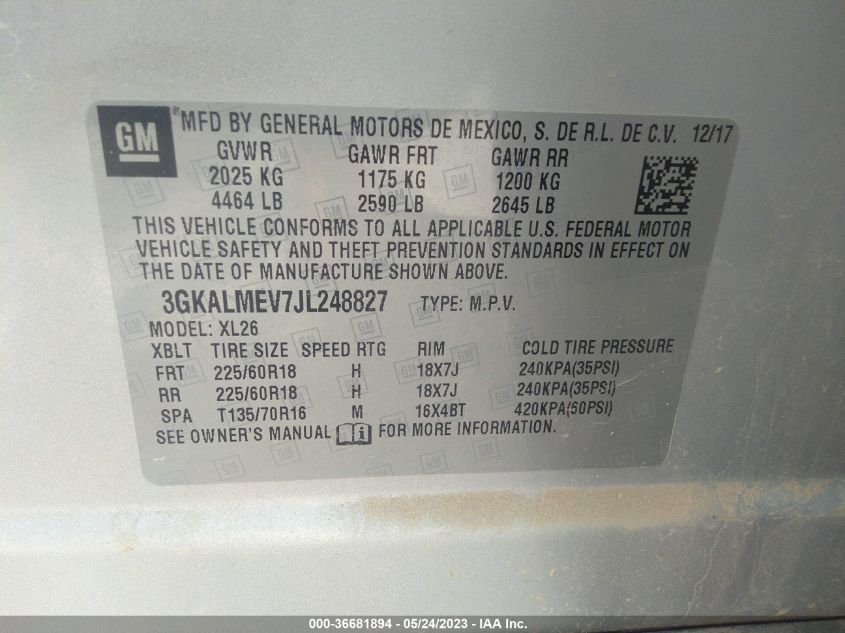 GM ®MFD BY GENERAL MOTORS DE MEXICO, S. DE R.L. DE C.V. 12/17
GVWR GAWR FRT GAWR RR
2025 KG 1175 KG 1200 KG
4464 LB 2590 LB 2645 LB
THIS VEHICLE CONFORMS TO ALL APPLICABLE U.S. FEDERAL MOTOR
VEHICLE SAFETY AND THEFT PREVENTION STANDARDS IN EFFECT ON
THE DATE OF MANUFACTURE SHOWN ABOVE.
3GKALMEV7JL248827 TYPE: M.P.V.
MODEL: XL26
XBLT TIRE SIZE SPEED RTG RIM COLD TIRE PRESSURE
FRT 225/60R18 H 18X7J 240KPA(35PSI)
RR 225/60R18 H 18X7J 240KPA(35PSI)
SPA T135/70R16 M 16X4BT 420KPA(60PSI)
SEE OWNER'S MANUAL FOR MORE INFORMATION.
000-36681894 - 05/24/2023 - IAA Inc.